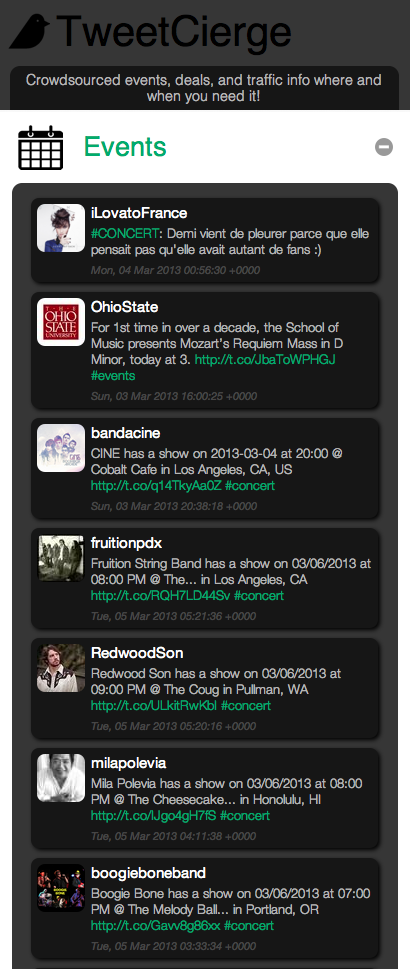 TweetCierge
Crowdsourced events, deals, and traffic info where and
when you need it!
Events
iLovatoFrance
#CONCERT: Demi vient de pleurer parce que elle
pensait pas qu'elle avait autant de fans :)
Mon, 04 Mar 2013 00:56:30 +0000
THE
OHIO
STATE
UNIVERSITY
OhioState
For 1st time in over a decade, the School of
Music presents Mozart's Requiem Mass in D
Minor, today at 3. http://t.co/JbaToWPHGJ
#events
Sun, 03 Mar 2013 16:00:25 +0000
bandacine
CINE has a show on 2013-03-04 at 20:00 @
Cobalt Cafe in Los Angeles, CA, US
http://t.co/q14TkyAa0Z #concert
Sun, 03 Mar 2013 20:38:18 +0000
fruitionpdx
Fruition String Band has a show on 03/06/2013 at
08:00 PM @ The... in Los Angeles, CA
http://t.co/RQH7LD44Sv #concert
Tue, 05 Mar 2013 05:21:36 +0000
RedwoodSon
Redwood Son has a show on 03/06/2013 at
09:00 PM @ The Coug in Pullman, WA
http://t.co/ULkitRwKbI #concert
Tue, 05 Mar 2013 05:20:16 +0000
milapolevia
Mila Polevia has a show on 03/06/2013 at 08:00
PM @ The Cheesecake... in Honolulu, HI
http://t.co/IJgo4gH7fS #concert
Tue, 05 Mar 2013 04:11:38 +0000
boogieboneband
Boogie Bone has a show on 03/06/2013 at 07:00
PM @ The Melody Ball... in Portland, OR
http://t.co/Gavv8g86xx #concert
Tue, 05 Mar 2013 03:33:34 +0000